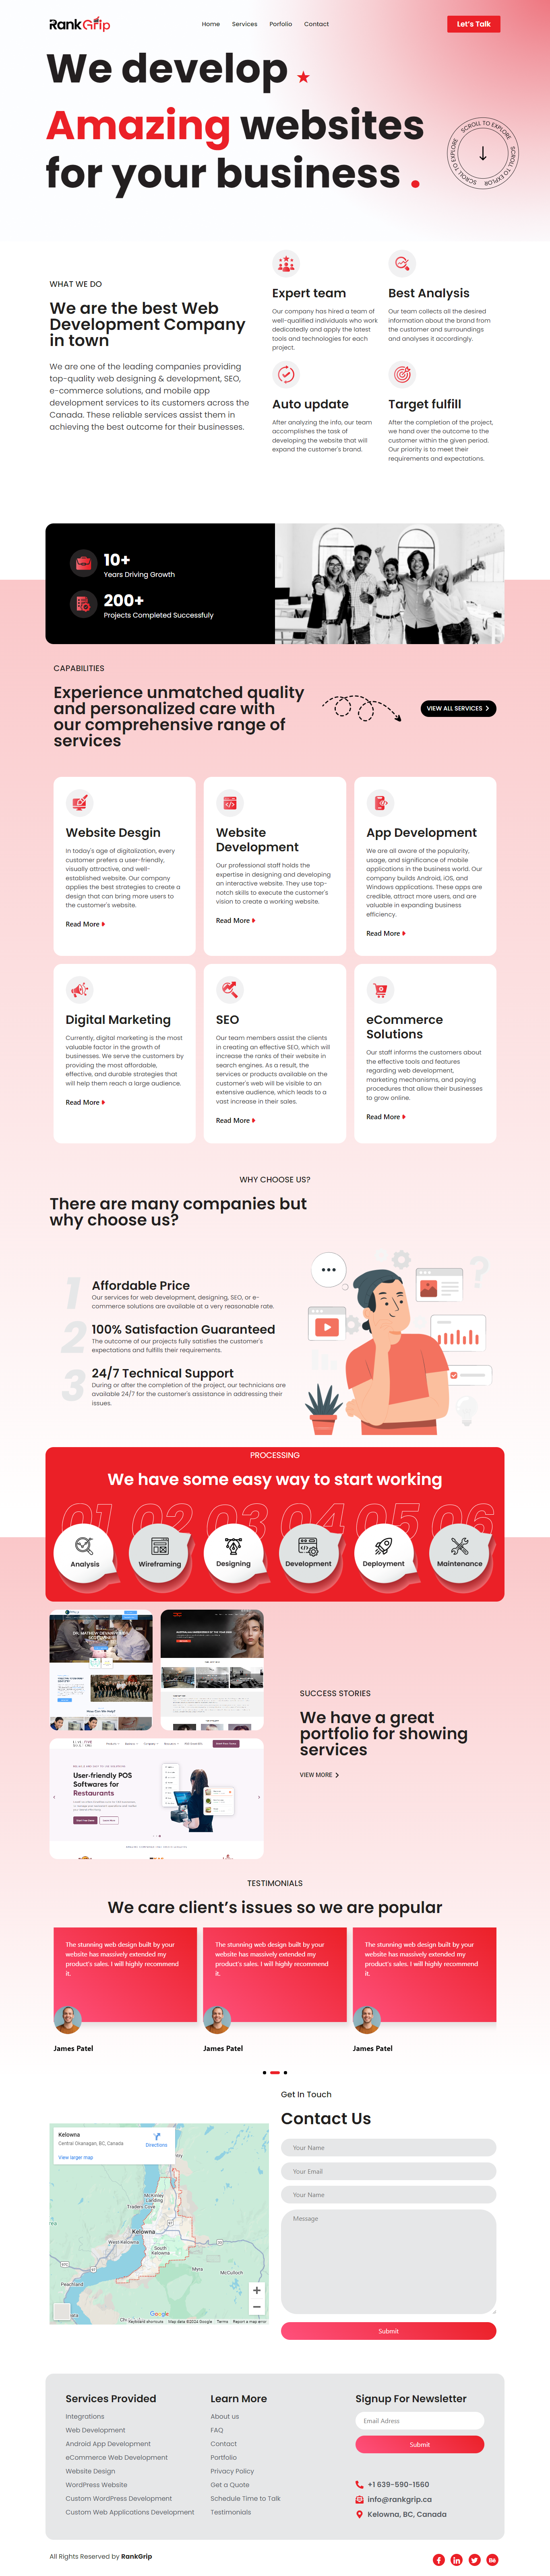 RankGrip
Home Services Porfolio Contact
Let's Talk
We develop .
Amazing websites
for your business .
SCROLL TO EXPLORE SCROLL TO EXPLOR SCROLL TO EXPLORE
WHAT WE DO
We are the best Web
Development Company
in town
We are one of the leading companies providing
top-quality web designing & development, SEO,
e-commerce solutions, and mobile app
development services to its customers across the
Canada. These reliable services assist them in
achieving the best outcome for their businesses.
Expert team
Our company has hired a team of
well-qualified individuals who work
dedicatedly and apply the latest
tools and technologies for each
project.
Best Analysis
Our team collects all the desired
information about the brand from
the customer and surroundings
and analyses it accordingly.
Auto update
After analyzing the info, our team
accomplishes the task of
developing the website that will
expand the customer's brand.
Target fulfill
After the completion of the project,
we hand over the outcome to the
customer within the given period.
Our priority is to meet their
requirements and expectations.
10+
Years Driving Growth
200+
Projects Completed Successfuly
CAPABILITIES
Experience unmatched quality
and personalized care with
our comprehensive range of
services
VIEW ALL SERVICES
Website Desgin
In today's age of digitalization, every
customer prefers a user-friendly,
visually attractive, and well-
established website. Our company
applies the best strategies to create a
design that can bring more users to
the customer's website.
Read More
Website
Development
Our professional staff holds the
expertise in designing and developing
an interactive website. They use top-
notch skills to execute the customer's
vision to create a working website.
Read More
App Development
We are all aware of the popularity,
usage, and significance of mobile
applications in the business world. Our
company builds Android, iOS, and
Windows applications. These apps are
credible, attract more users, and are
valuable in expanding business
efficiency.
Read More
Digital Marketing
Currently, digital marketing is the most
valuable factor in the growth of
businesses. We serve the customers by
providing the most affordable,
effective, and durable strategies that
will help them reach a large audience.
Read More
SEO
Our team members assist the clients
in creating an effective SEO, which will
increase the ranks of their website in
search engines. As a result, the
services or products available on the
customer's web will be visible to an
extensive audience, which leads to a
vast increase in their sales.
Read More
eCommerce
Solutions
Our staff informs the customers about
the effective tools and features
regarding web development,
marketing mechanisms, and paying
procedures that allow their businesses
to grow online.
Read More
WHY CHOOSE US?
There are many companies but
why choose us?
1
Affordable Price
Our services for web development, designing, SEO, or e-
commerce solutions are available at a very reasonable rate.
2
100% Satisfaction Guaranteed
The outcome of our projects fully satisfies the customer's
expectations and fulfills their requirements.
3
24/7 Technical Support
During or after the completion of the project, our technicians are
available 24/7 for the customer's assistance in addressing their
issues.
?
PROCESSING
We have some easy way to start working
01 02 03 04 05 06
Analysis Wireframing Designing Development Deployment Maintenance
User-friendly POS
Softwares for
Restaurants
SUCCESS STORIES
We have a great
portfolio for showing
services
VIEW MORE
TESTIMONIALS
We care client's issues so we are popular
The stunning web design built by your
website has massively extended my
product's sales. I will highly recommend
it.
James Patel
The stunning web design built by your
website has massively extended my
product's sales. I will highly recommend
it.
James Patel
The stunning web design built by your
website has massively extended my
product's sales. I will highly recommend
it.
James Patel
Kelowna
Central Okanagan, BC, Canada
Directions
View larger map
McKinley
Landing
Traders Cove
Kelowna
West Kelowna
South
Kelowna
Myra
McCulloch
Peachland
Google
Keyboard shortcuts Map data ©2024 Google Terms Report a map error
Get In Touch
Contact Us
Your Name
Your Email
Your Name
Message
Submit
Services Provided
Integrations
Web Development
Android App Development
eCommerce Web Development
Website Design
WordPress Website
Custom WordPress Development
Custom Web Applications Development
Learn More
About us
FAQ
Contact
Portfolio
Privacy Policy
Get a Quote
Schedule Time to Talk
Testimonials
Signup For Newsletter
Email Adress
Submit
+1 639-590-1560
info@rankgrip.ca
Kelowna, BC, Canada
All Rights Reserved by RankGrip